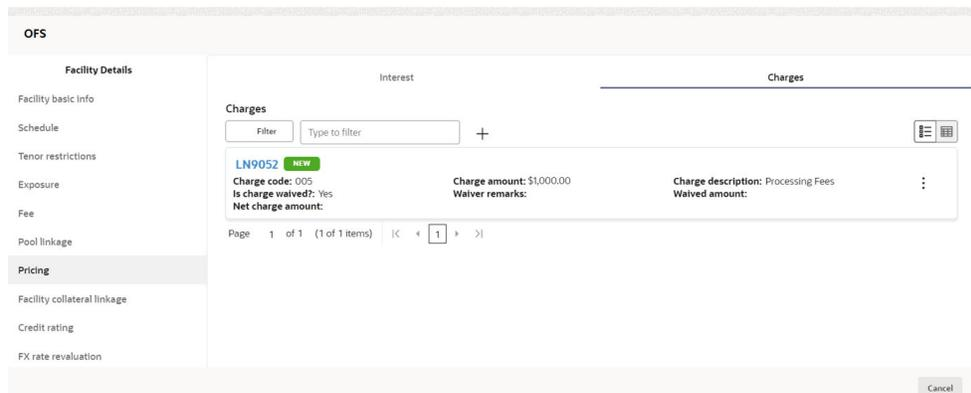 OFS
Facility Details
Facility basic info
Schedule
Tenor restrictions
Exposure
Fee
Pool linkage
Pricing
Facility collateral linkage
Credit rating
FX rate revaluation
Interest
Charges
Charges
Filter
Type to filter
LN9052 NEW
Charge code: 005
Charge amount: $1,000.00
Charge description: Processing Fees
Is charge waived?: Yes
Waiver remarks:
Waived amount:
Net charge amount:
Page 1 of 1 (1 of 1 items) 1
Cancel